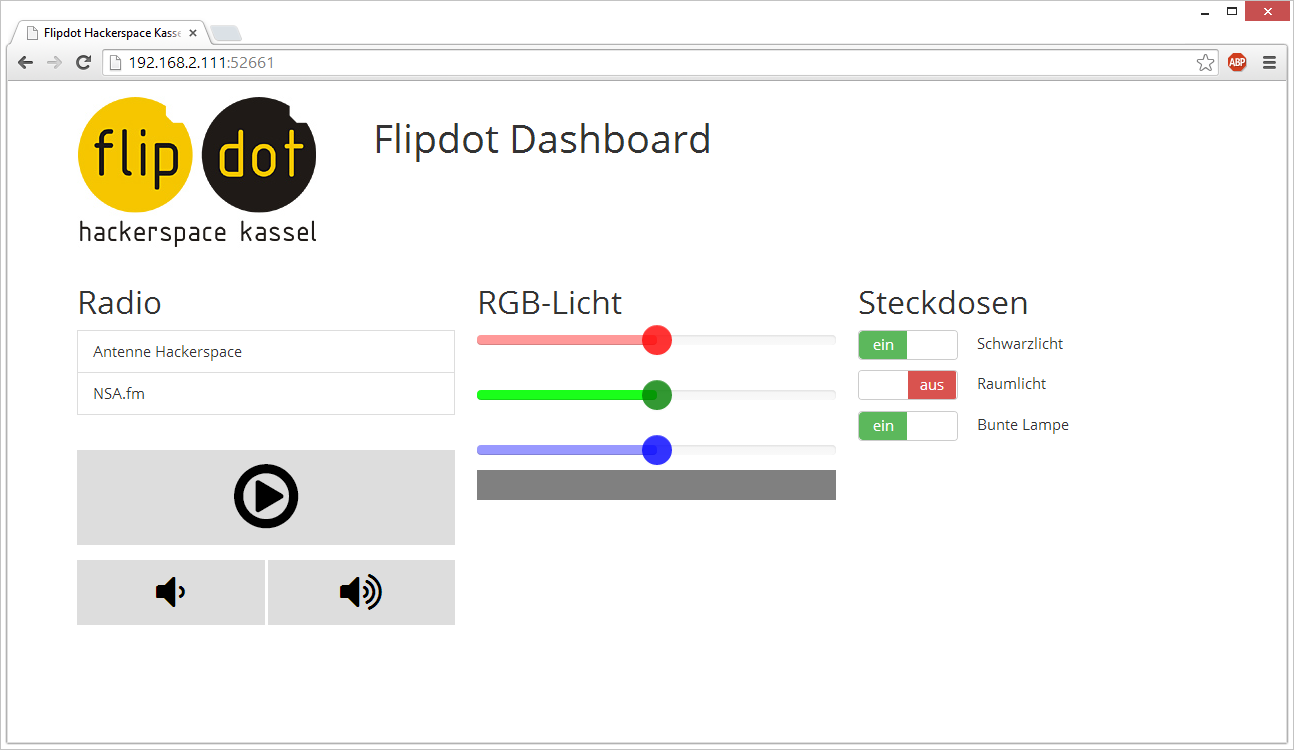 Flipdot Hackerspace Kasse
192.168.2.111:52661
ABP
flip dot
hackerspace kassel
Flipdot Dashboard
Radio
Antenne Hackerspace
NSA.fm
RGB-Licht
Steckdosen
ein Schwarzlicht
aus Raumlicht
ein Bunte Lampe